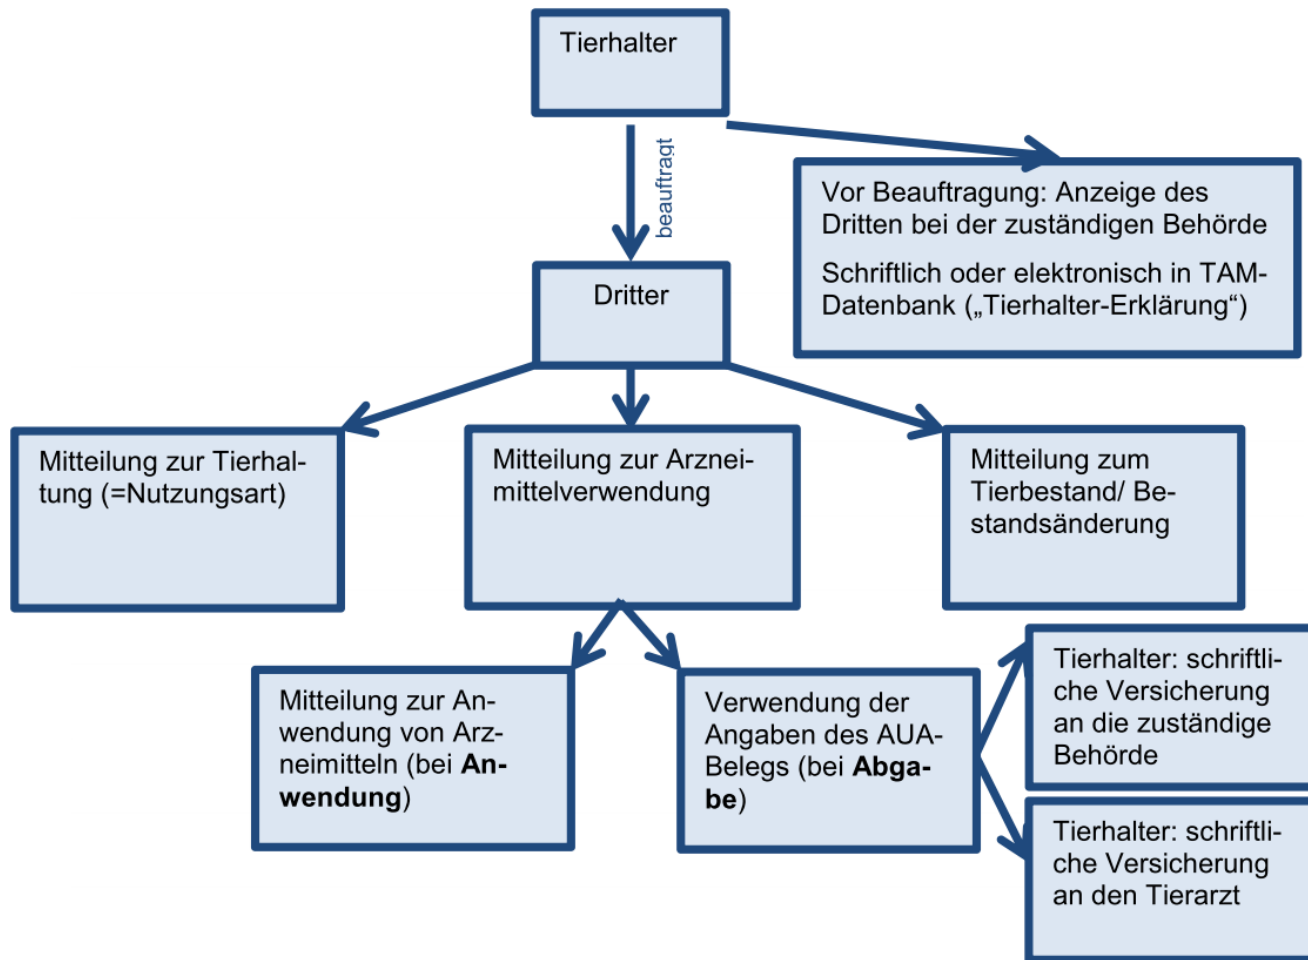 Tierhalter
beauftragt
Vor Beauftragung: Anzeige des
Dritten bei der zuständigen Behörde
Schriftlich oder elektronisch in TAM-
Datenbank („Tierhalter-Erklärung“)
Dritter
Mitteilung zur Tierhal-
tung (=Nutzungsart)
Mitteilung zur Arznei-
mittelverwendung
Mitteilung zum
Tierbestand/ Be-
standsänderung
Mitteilung zur An-
wendung von Arz-
neimitteln (bei An-
wendung)
Verwendung der
Angaben des AUA-
Belegs (bei Abga-
be)
Tierhalter: schriftli-
che Versicherung
an die zuständige
Behörde
Tierhalter: schriftli-
che Versicherung
an den Tierarzt